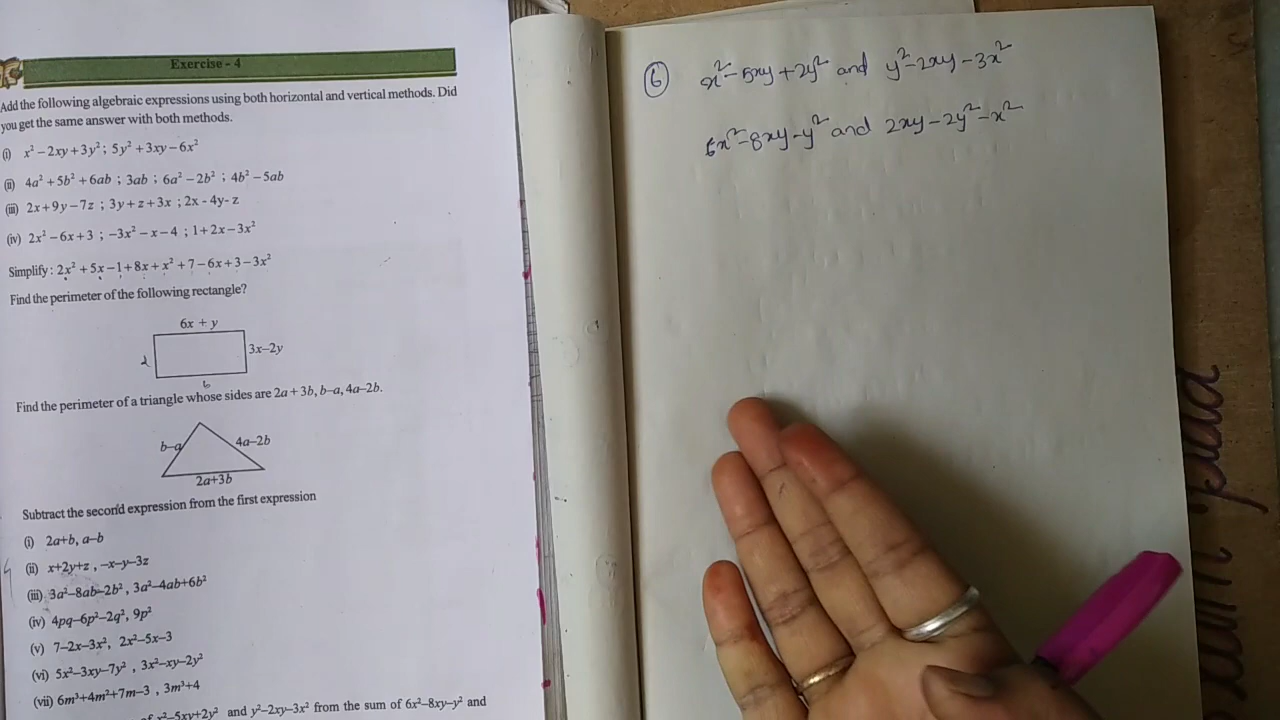 Exercise - 4
Add the following algebraic expressions using both horizontal and vertical methods. Did
you get the same answer with both methods.
(i) x² – 2xy + 3y² ; 5y² + 3xy – 6x²
(ii) 4a² + 5b² + 6ab ; 3ab ; 6a² – 2b² ; 4b² – 5ab
(iii) 2x + 9y – 7z ; 3y + z + 3x ; 2x - 4y - z
(iv) 2x² – 6x + 3 ; –3x² – x – 4 ; 1 + 2x – 3x²
Simplify : 2x² + 5x – 1 + 8x + x² + 7 – 6x + 3 – 3x²
Find the perimeter of the following rectangle?
6x + y
3x–2y
b
Find the perimeter of a triangle whose sides are 2a + 3b, b–a, 4a–2b.
b–a
4a–2b
2a+3b
Subtract the second expression from the first expression
(i) 2a+b, a–b
(ii) x+2y+z , –x–y–3z
(iii) 3a²–8ab–2b² , 3a²–4ab+6b²
(iv) 4pq–6p²–2q², 9p²
(v) 7–2x–3x², 2x²–5x–3
(vi) 5x²–3xy–7y² , 3x²–xy–2y²
(vii) 6m³+4m²+7m–3 , 3m³+4
of x²–5xy+2y² and y²–2xy–3x² from the sum of 6x²–8xy–y² and
⑥ x² – 5xy + 2y² and y² – 2xy – 3x²
6x² – 8xy – y² and 2xy – 2y² – x²